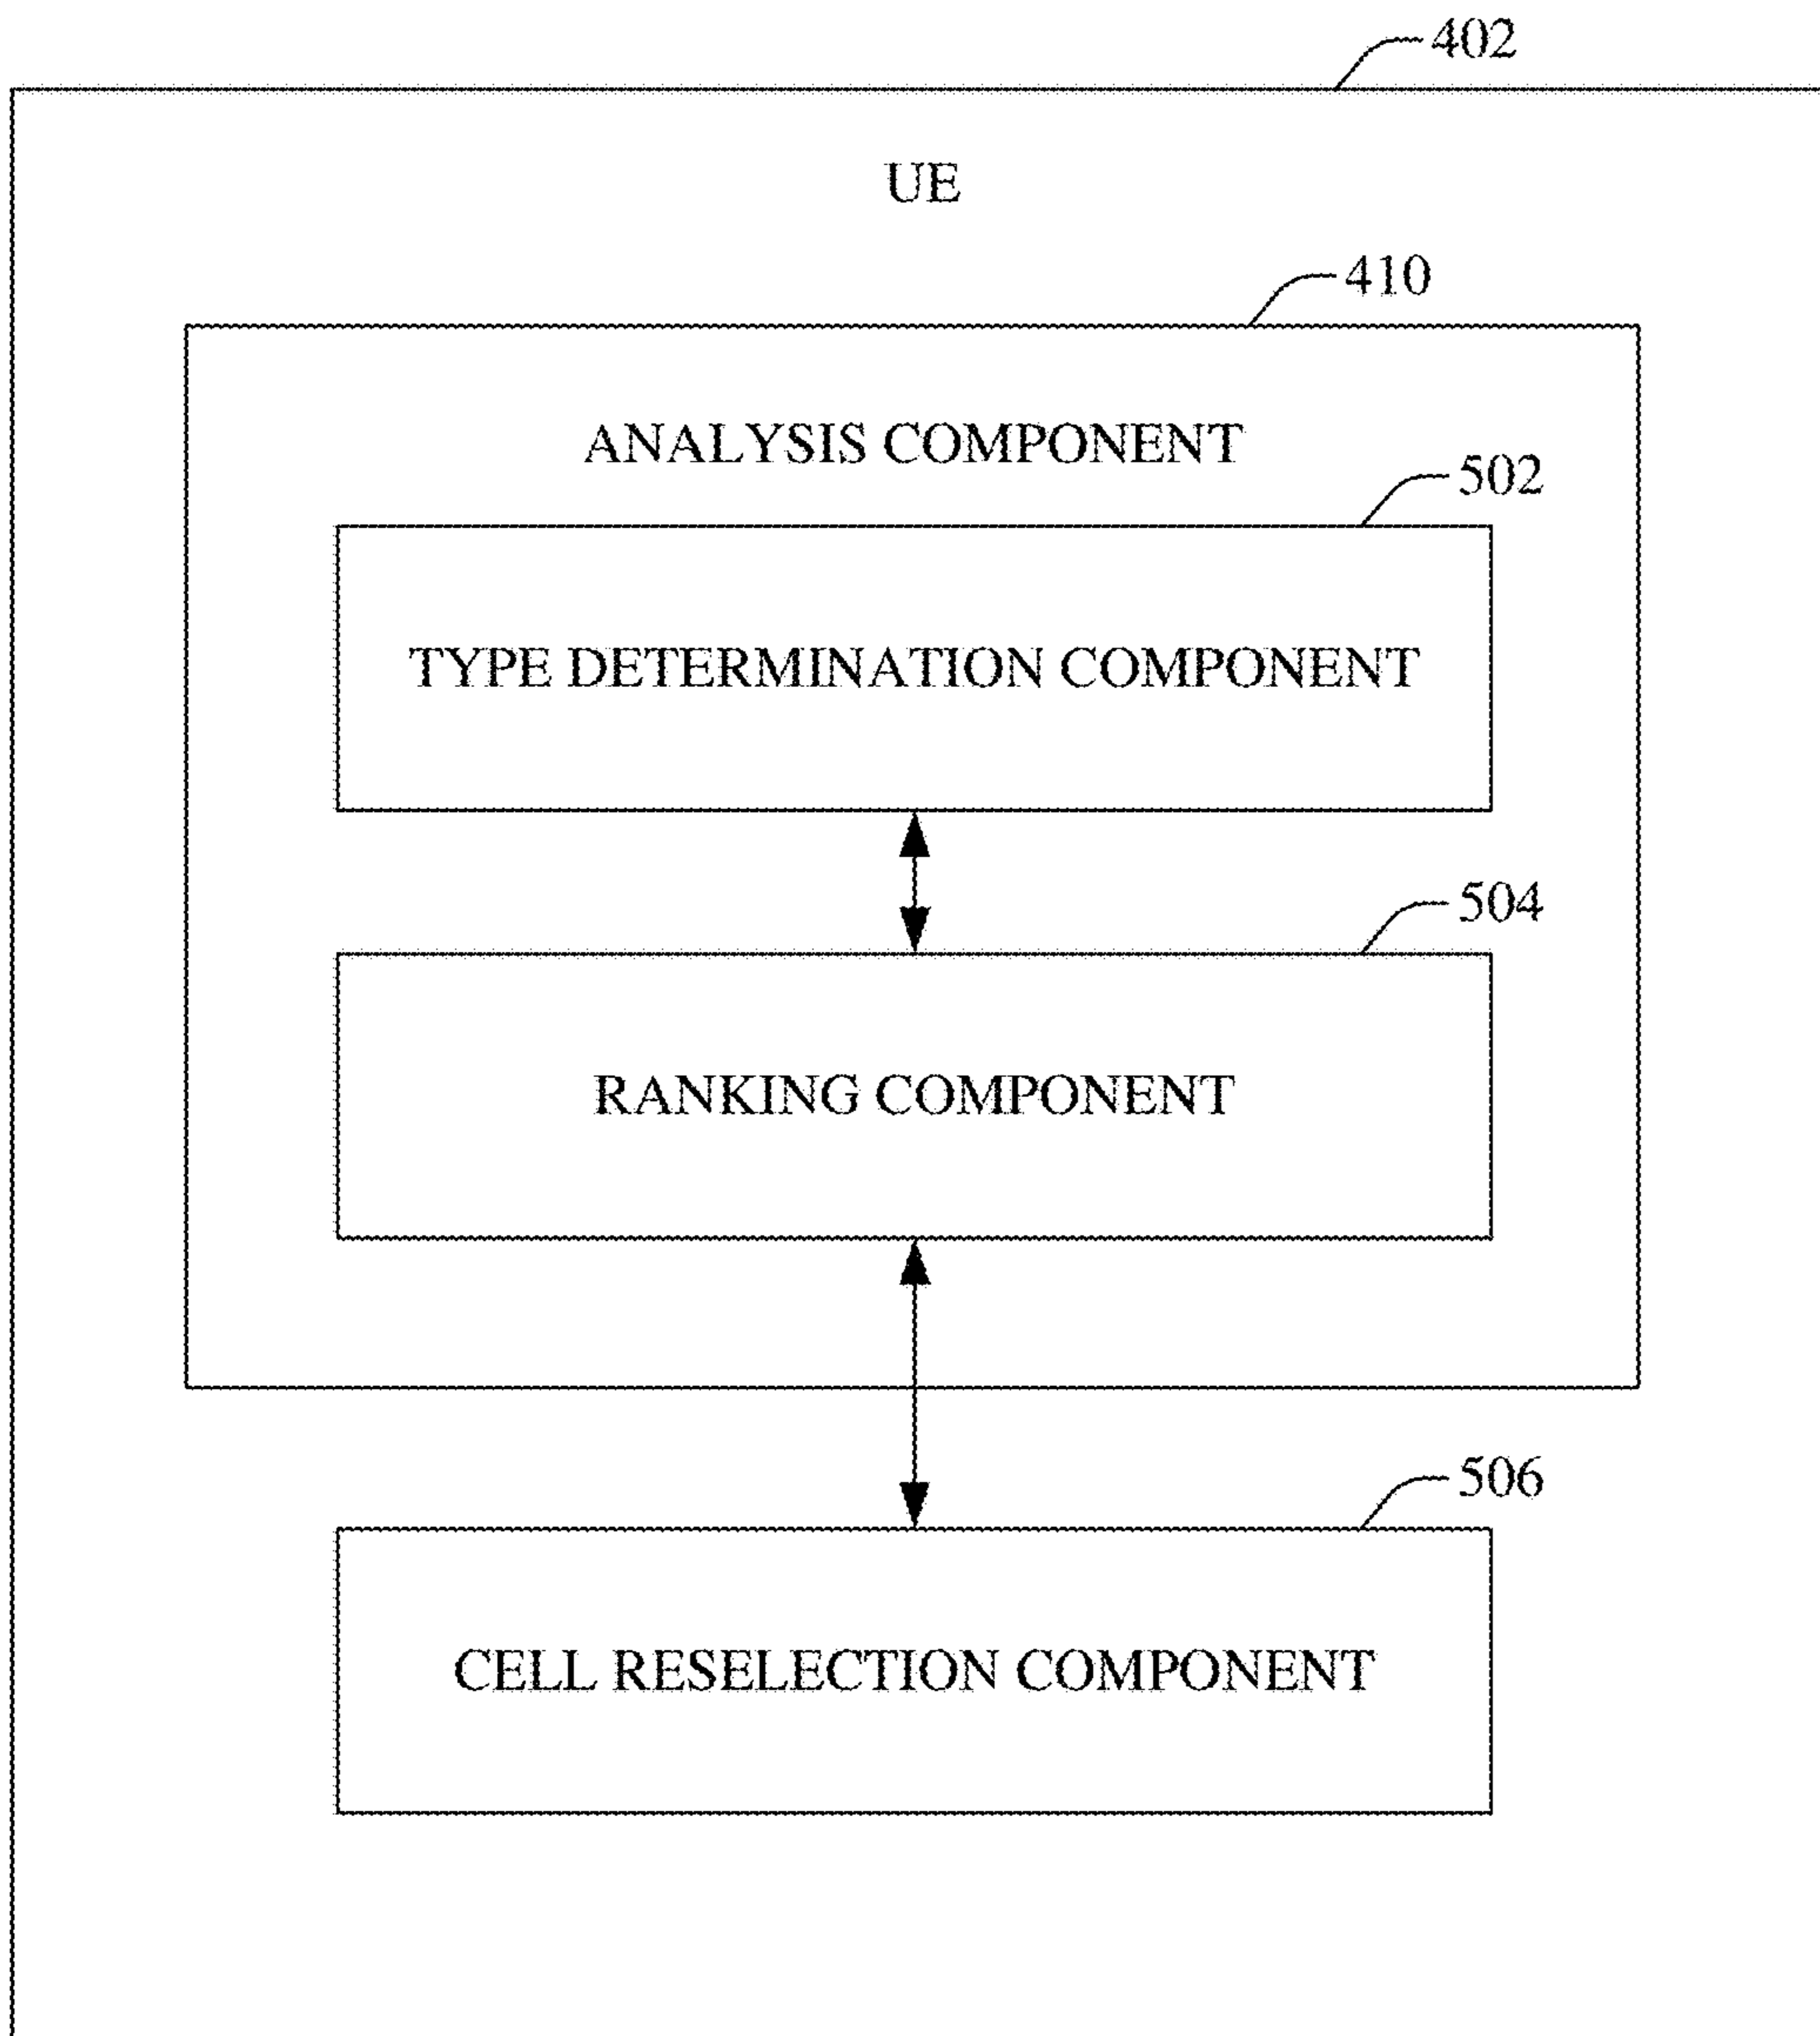 402
UE
410
ANALYSIS COMPONENT
502
TYPE DETERMINATION COMPONENT
504
RANKING COMPONENT
506
CELL RESELECTION COMPONENT